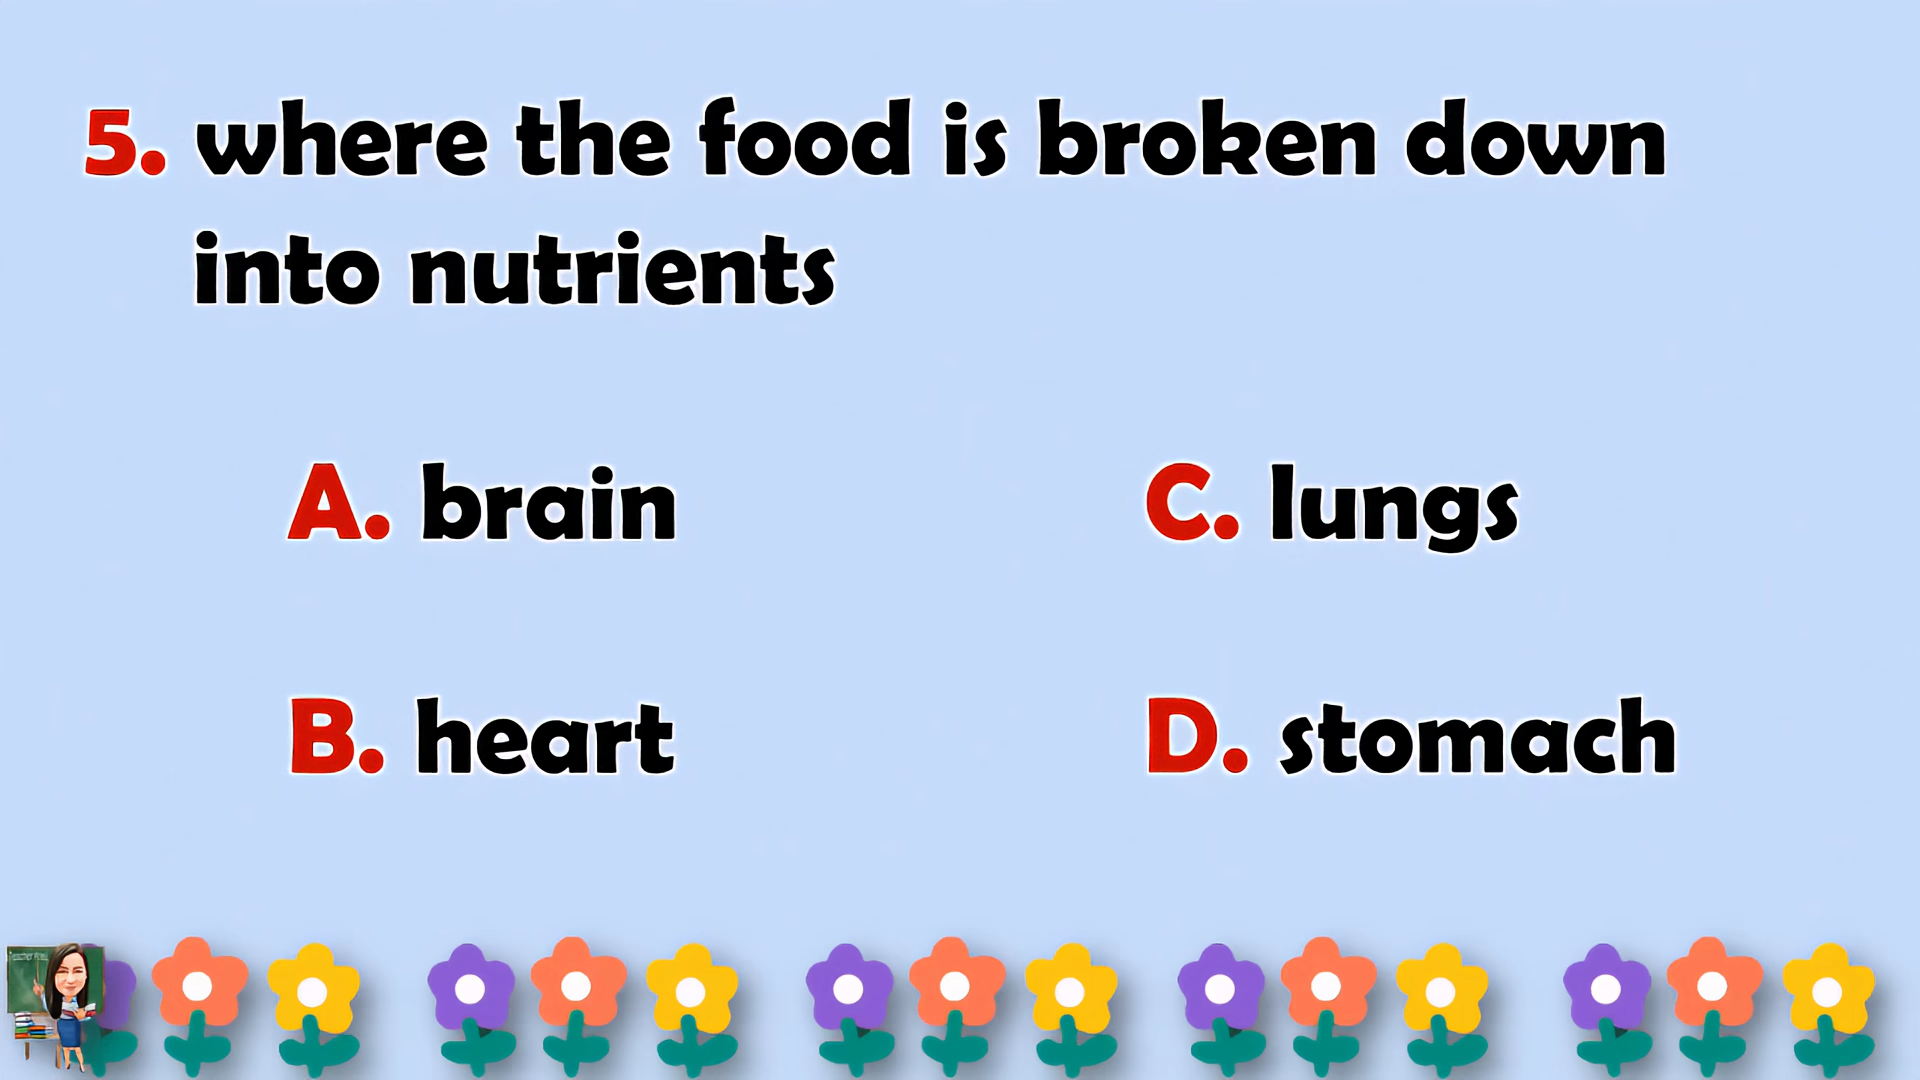 5. where the food is broken down
into nutrients
A. brain
C. lungs
B. heart
D. stomach